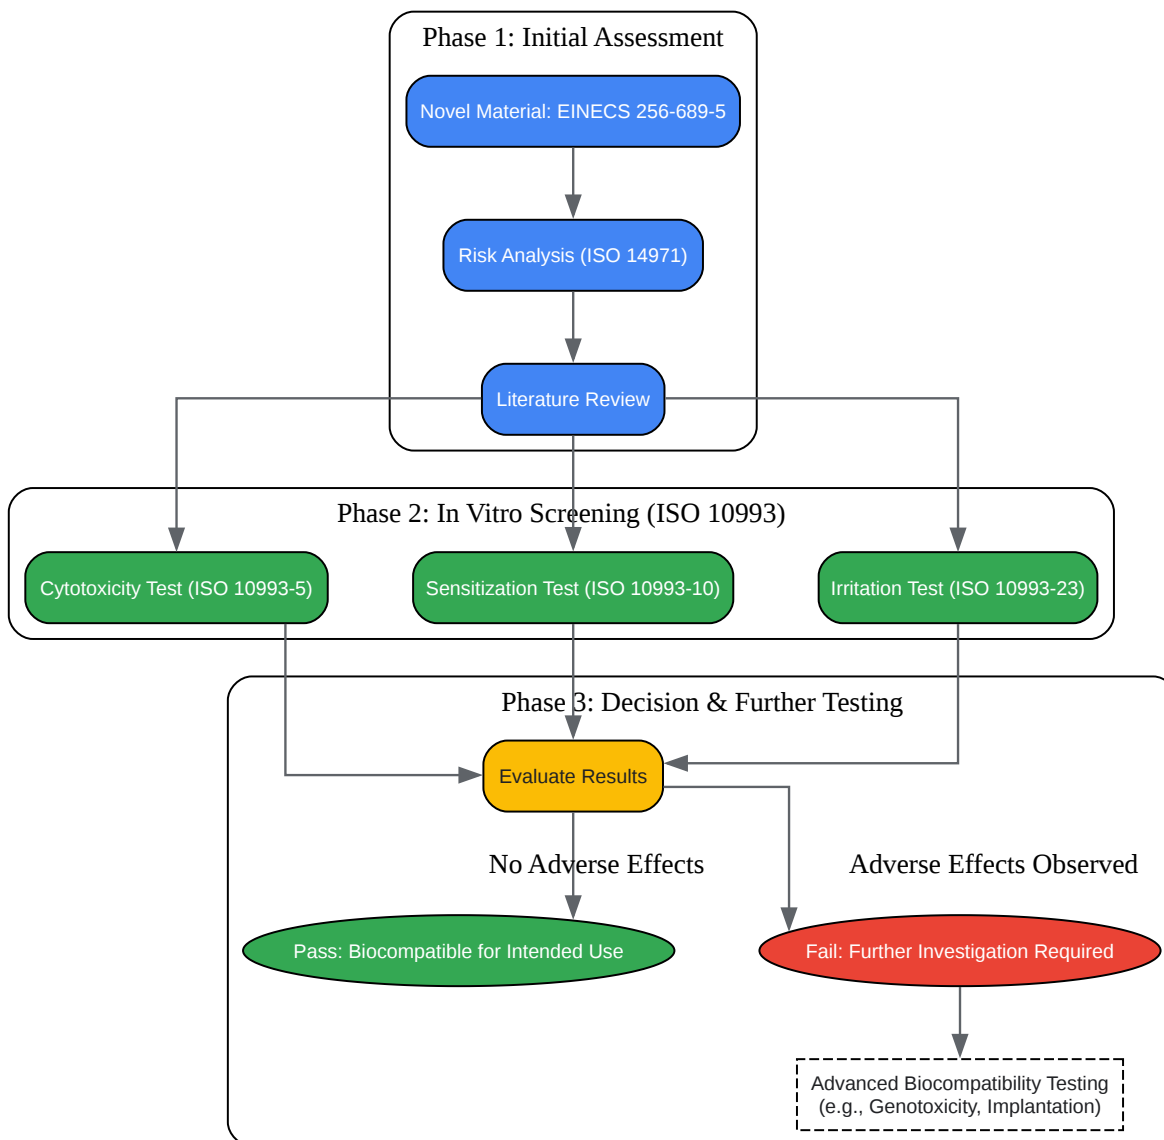 Phase 1: Initial Assessment
Novel Material: EINECS 256-689-5
Risk Analysis (ISO 14971)
Literature Review
Phase 2: In Vitro Screening (ISO 10993)
Cytotoxicity Test (ISO 10993-5)
Sensitization Test (ISO 10993-10)
Irritation Test (ISO 10993-23)
Phase 3: Decision & Further Testing
Evaluate Results
No Adverse Effects
Adverse Effects Observed
Pass: Biocompatible for Intended Use
Fail: Further Investigation Required
Advanced Biocompatibility Testing
(e.g., Genotoxicity, Implantation)